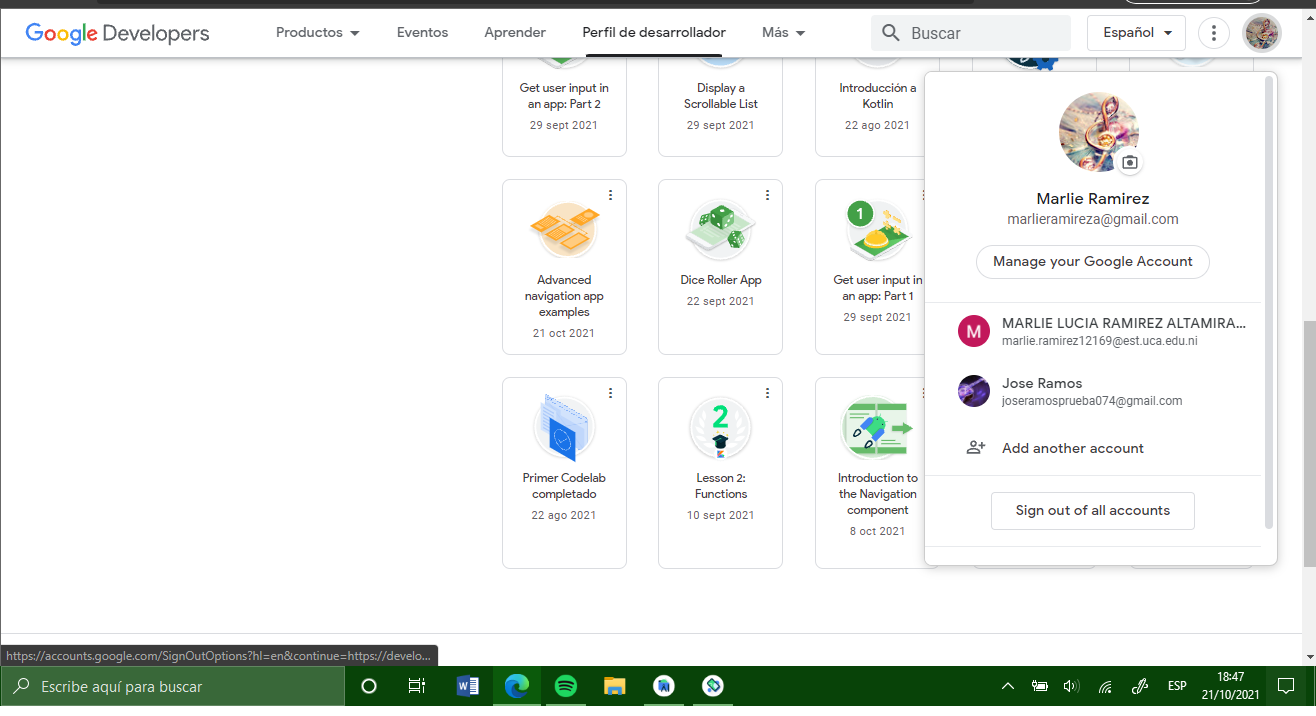 Google Developers
Productos
Eventos
Aprender
Perfil de desarrollador
Más
Buscar
Español
Get user input in
an app: Part 2
29 sept 2021
Display a
Scrollable List
29 sept 2021
Introducción a
Kotlin
22 ago 2021
Advanced
navigation app
examples
21 oct 2021
Dice Roller App
22 sept 2021
1
Get user input in
an app: Part 1
29 sept 2021
Primer Codelab
completado
22 ago 2021
2
Lesson 2:
Functions
10 sept 2021
Introduction to
the Navigation
component
8 oct 2021
Marlie Ramirez
marlieramireza@gmail.com
Manage your Google Account
M
MARLIE LUCIA RAMIREZ ALTAMIRA...
marlie.ramirez12169@est.uca.edu.ni
Jose Ramos
joseramosprueba074@gmail.com
Add another account
Sign out of all accounts
https://accounts.google.com/SignOutOptions?hl=en&continue=https://develo...
Escribe aquí para buscar
W
ESP
18:47
21/10/2021